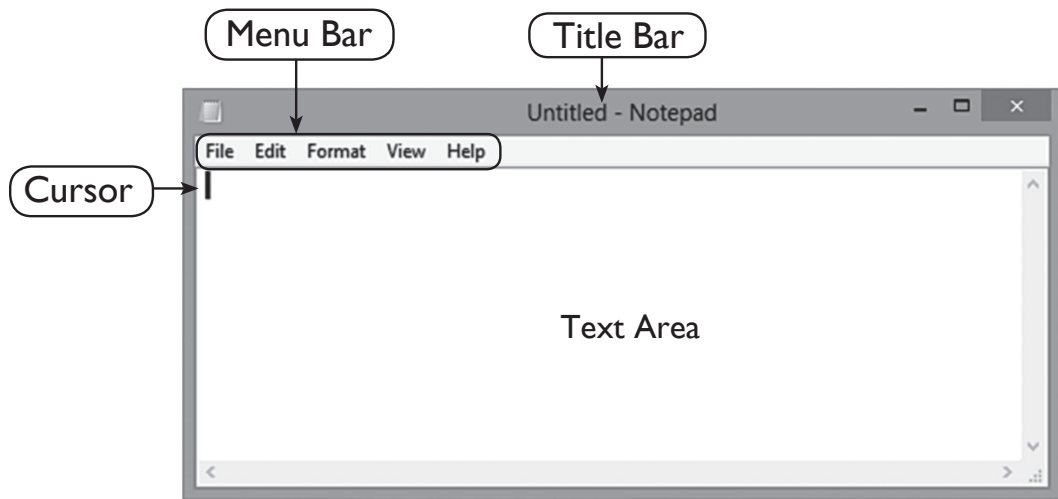 Menu Bar
Title Bar
Untitled - Notepad
File Edit Format View Help
Cursor
Text Area